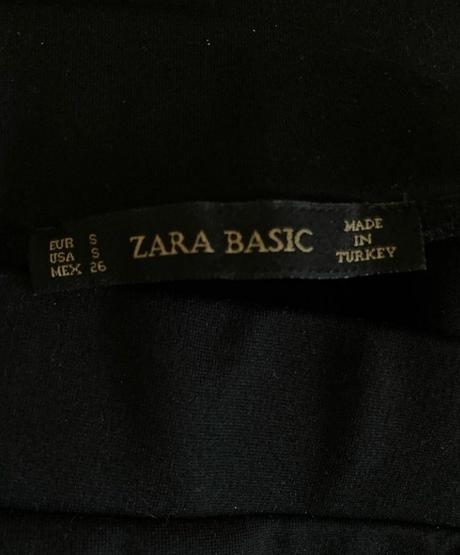 EUR S
USA S
MEX 26
ZARA BASIC
MADE
IN
TURKEY